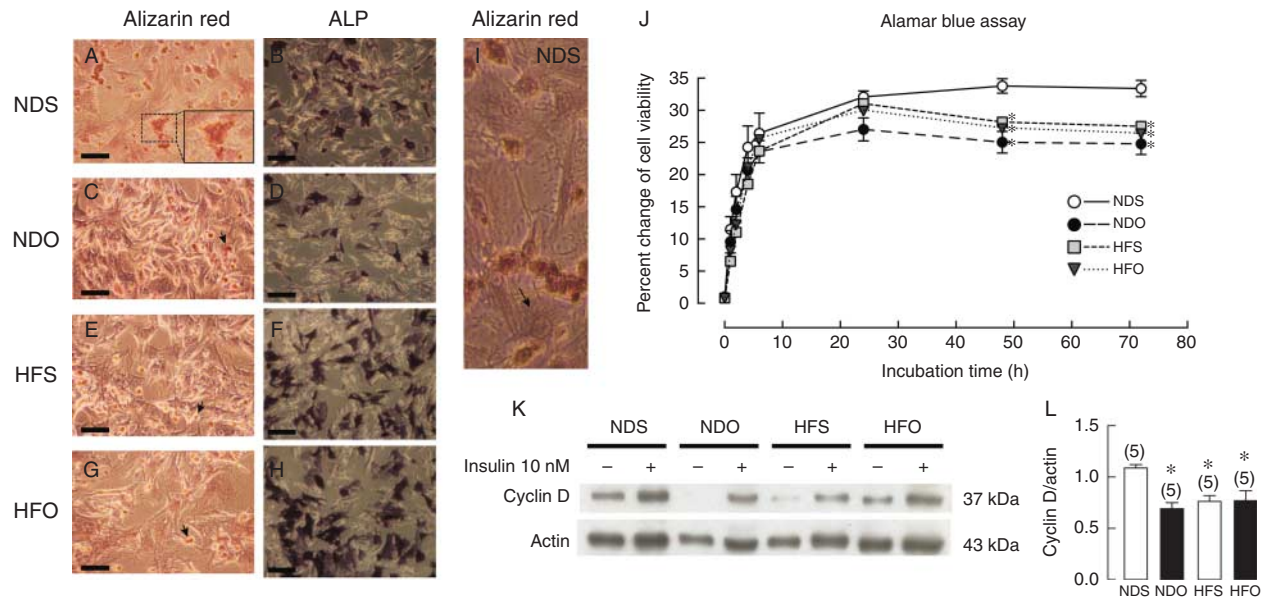 Alizarin red
ALP
Alizarin red
NDS
A
B
I
NDS
NDO
C
D
HFS
E
F
HFO
G
H
J
Alamar blue assay
Percent change of cell viability
35
30
25
20
15
10
5
0
*
*
*
*
*
*
NDS
NDO
HFS
HFO
0 10 20 30 40 50 60 70 80
Incubation time (h)
K
NDS NDO HFS HFO
Insulin 10 nM − + − + − + − +
Cyclin D 37 kDa
Actin 43 kDa
L
Cyclin D/actin
1.5
1.0
0.5
0.0
* * *
(5) (5) (5) (5)
NDS NDO HFS HFO